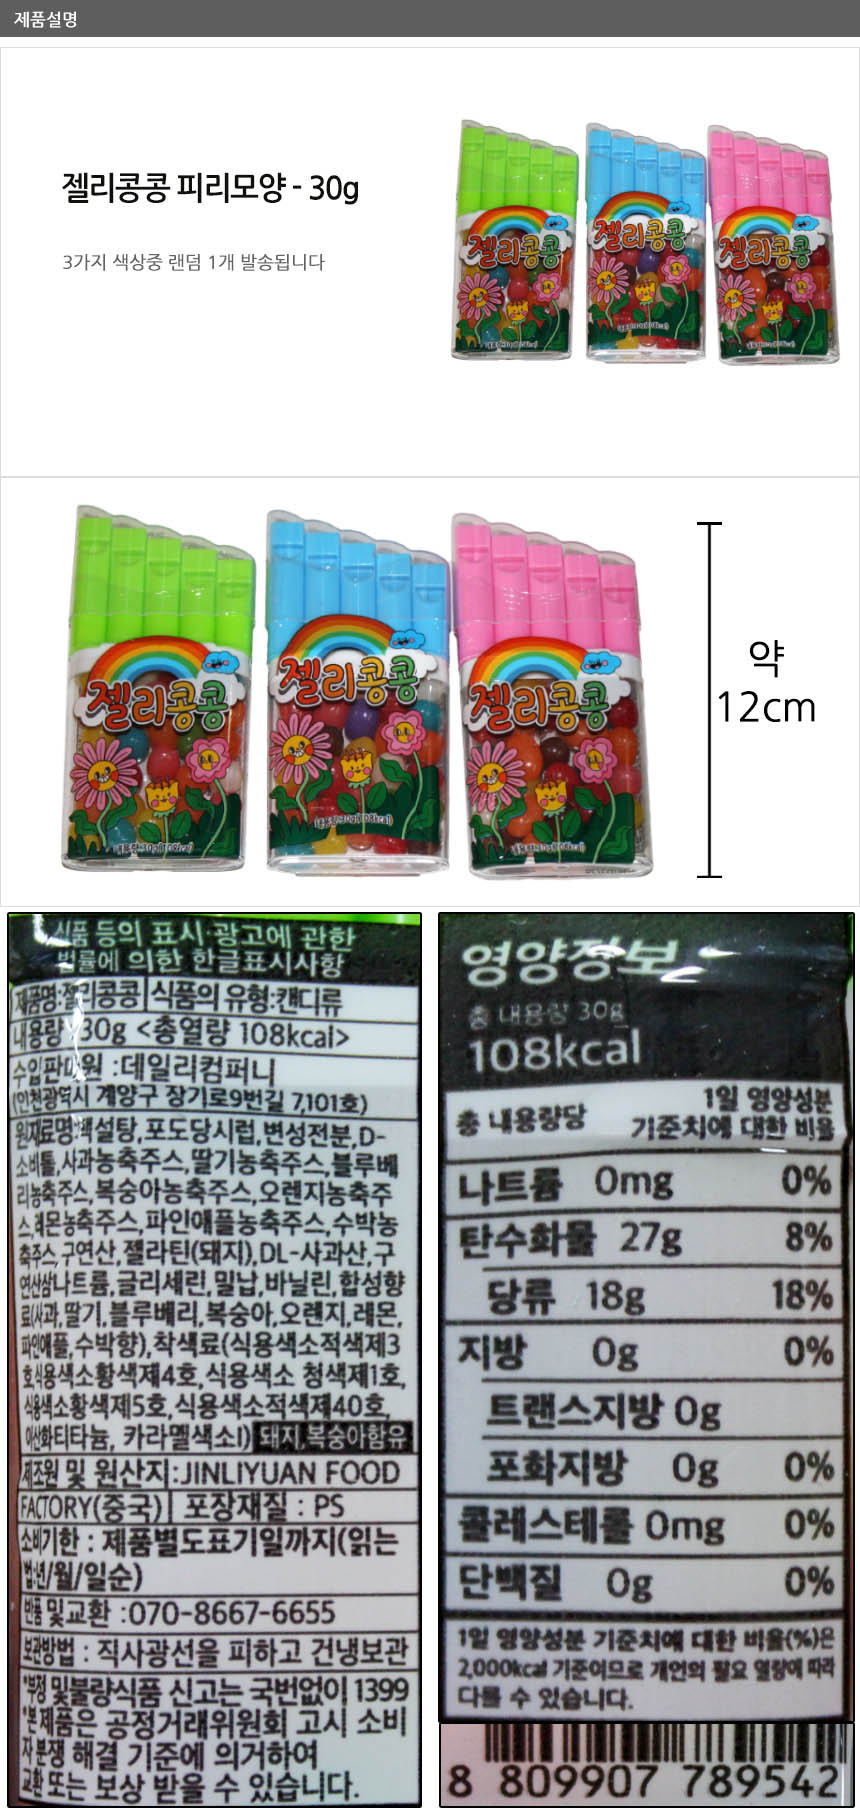 제품설명
젤리콩콩 피리모양 - 30g
3가지 색상중 랜덤 1개 발송됩니다
젤리콩콩
젤리콩콩
젤리콩콩
젤리콩콩
젤리콩콩
젤리콩콩
내용량:30g(108kcal)
내용량:30g(108kcal)
내용량:30g(108kcal)
약
12cm
식품 등의 표시·광고에 관한
법률에 의한 한글표시사항
제품명:젤리콩콩 식품의 유형:캔디류
내용량: 30g <총열량 108kcal>
수입판매원 :데일리컴퍼니
(인천광역시 계양구 장기로9번길 7,101호)
원재료명:백설탕,포도당시럽,변성전분,D-
소비톨,사과농축주스,딸기농축주스,블루베
리농축주스,복숭아농축주스,오렌지농축주
스,레몬농축주스,파인애플농축주스,수박농
축주스,구연산,젤라틴(돼지),DL-사과산,구
연산삼나트륨,글리세린,밀납,바닐린,합성향
료(사과,딸기,블루베리,복숭아,오렌지,레몬,
파인애플,수박향),착색료(식용색소적색제3
호,식용색소황색제4호,식용색소 청색제1호,
식용색소황색제5호,식용색소적색제40호,
이산화티타늄, 카라멜색소I) 돼지,복숭아함유
제조원 및 원산지:JINLIYUAN FOOD
FACTORY(중국) 포장재질 : PS
소비기한 : 제품별도표기일까지(읽는
법:년/월/일순)
반품 및교환 :070-8667-6655
보관방법 : 직사광선을 피하고 건냉보관
*부정 및불량식품 신고는 국번없이 1399
*본 제품은 공정거래위원회 고시 소비
자 분쟁 해결 기준에 의거하여
교환 또는 보상 받을 수 있습니다.
영양정보
총 내용량 30g
108kcal
총 내용량당 1일 영양성분
기준치에 대한 비율
나트륨 0mg 0%
탄수화물 27g 8%
당류 18g 18%
지방 0g 0%
트랜스지방 0g
포화지방 0g 0%
콜레스테롤 0mg 0%
단백질 0g 0%
1일 영양성분 기준치에 대한 비율(%)은
2,000kcal 기준이므로 개인의 필요 열량에 따라
다를 수 있습니다.
8 809907 789542